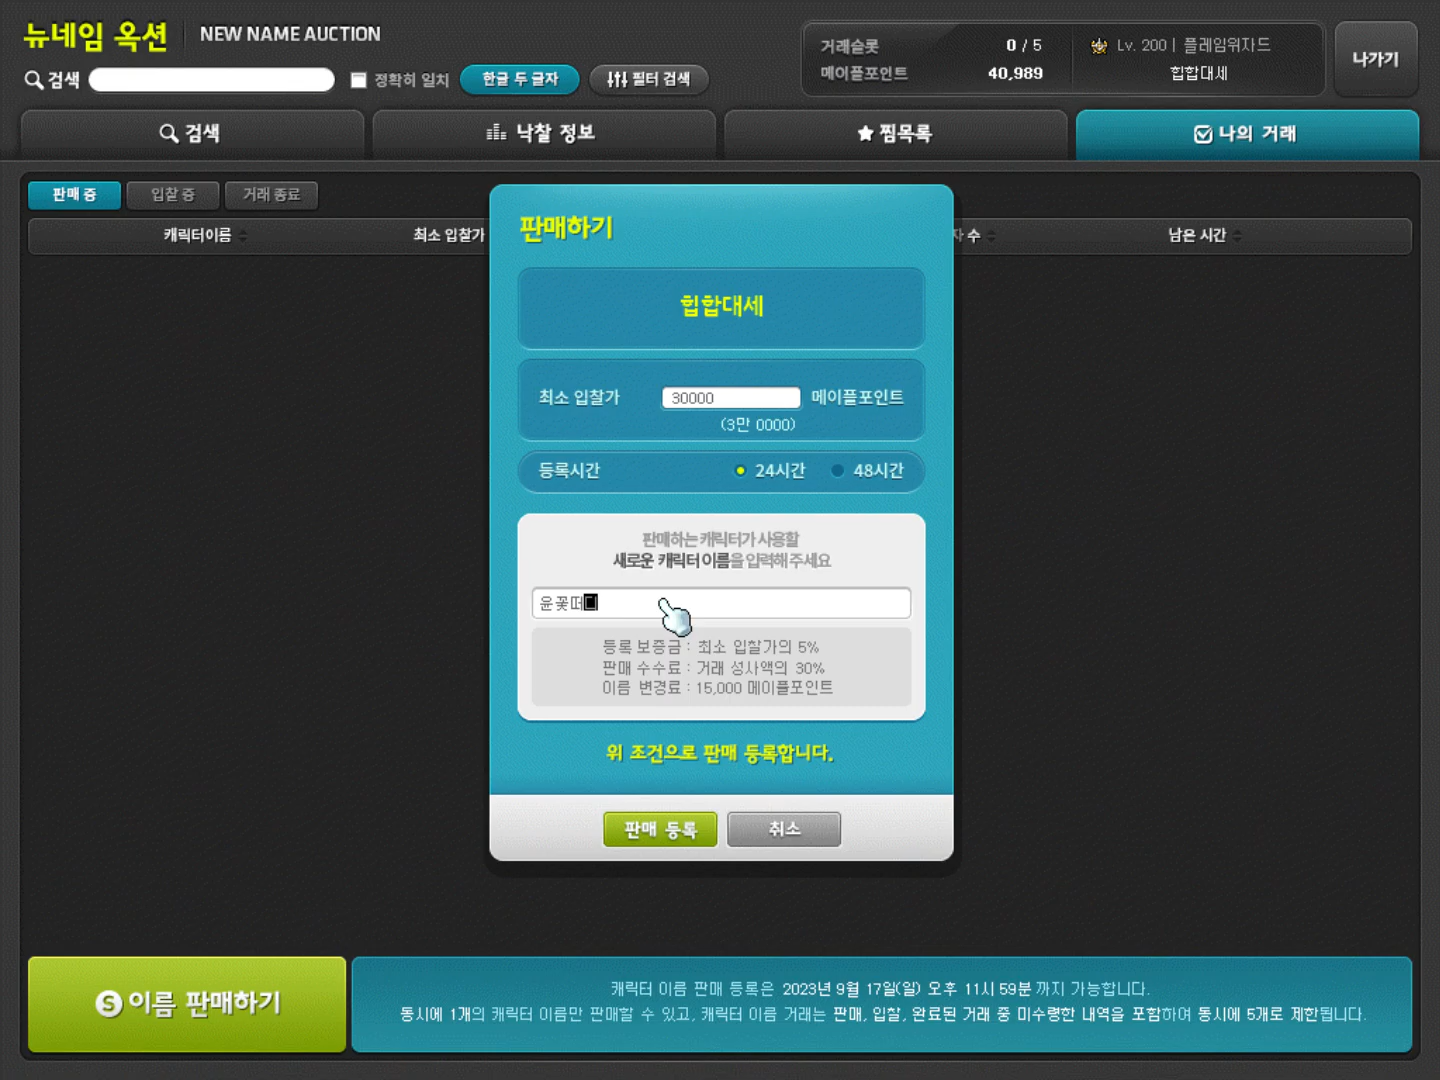 뉴네임 옥션 NEW NAME AUCTION
검색 정확히 일치 한글 두 글자 필터 검색
거래슬롯 0 / 5
메이플포인트 40,989
Lv. 200 | 플레임위자드
힙합대세
나가기
검색 낙찰 정보 찜목록 나의 거래
판매 중 입찰 중 거래 종료
캐릭터이름 최소 입찰가 수 남은 시간
판매하기
힙합대세
최소 입찰가 30000 메이플포인트
(3만 0000)
등록시간 24시간 48시간
판매하는 캐릭터가 사용할
새로운 캐릭터 이름을 입력해 주세요
윤꽃떠
등록 보증금 : 최소 입찰가의 5%
판매 수수료 : 거래 성사액의 30%
이름 변경료 : 15,000 메이플포인트
위 조건으로 판매 등록합니다.
판매 등록 취소
S 이름 판매하기
캐릭터 이름 판매 등록은 2023년 9월 17일(일) 오후 11시 59분 까지 가능합니다.
동시에 1개의 캐릭터 이름만 판매할 수 있고, 캐릭터 이름 거래는 판매, 입찰, 완료된 거래 중 미수령한 내역을 포함하여 동시에 5개로 제한됩니다.